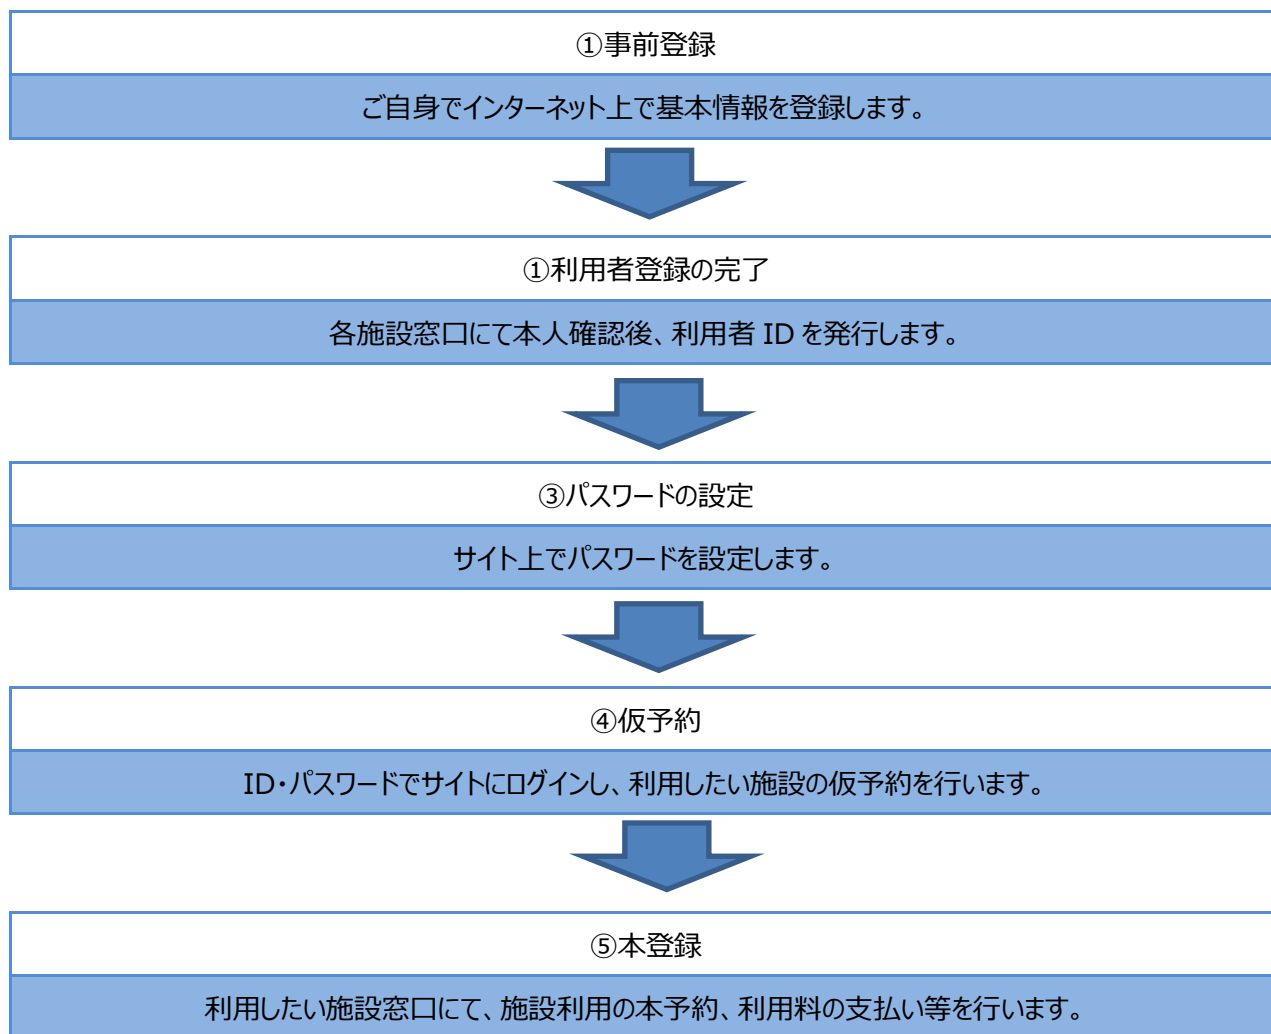 ①事前登録
ご自身でインターネット上で基本情報を登録します。
①利用者登録の完了
各施設窓口にて本人確認後、利用者 ID を発行します。
③パスワードの設定
サイト上でパスワードを設定します。
④仮予約
ID・パスワードでサイトにログインし、利用したい施設の仮予約を行います。
⑤本登録
利用したい施設窓口にて、施設利用の本予約、利用料の支払い等を行います。